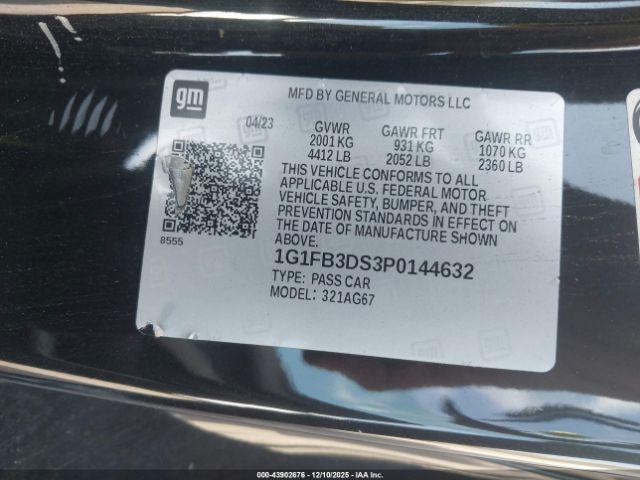 gm
MFD BY GENERAL MOTORS LLC
04/23
GVWR GAWR FRT GAWR RR
2001 KG 931 KG 1070 KG
4412 LB 2052 LB 2360 LB
THIS VEHICLE CONFORMS TO ALL
APPLICABLE U.S. FEDERAL MOTOR
VEHICLE SAFETY, BUMPER, AND THEFT
PREVENTION STANDARDS IN EFFECT ON
THE DATE OF MANUFACTURE SHOWN
ABOVE.
8555
1G1FB3DS3P0144632
TYPE: PASS CAR
MODEL: 321AG67
000-43902676 - 12/10/2025 - IAAC